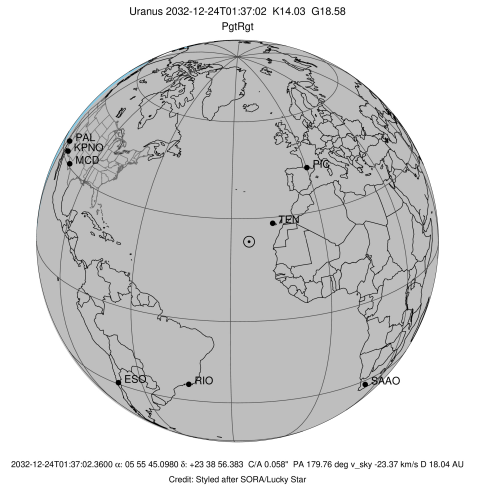 Uranus 2032-12-24T01:37:02  K14.03  G18.58
PgtRgt
PAL
KPNO
MCD
PIC
TEN
ESO
RIO
SAAO
2032-12-24T01:37:02.3600 α: 05 55 45.0980 δ: +23 38 56.383  C/A 0.058"  PA 179.76 deg v_sky -23.37 km/s D 18.04 AU
Credit: Styled after SORA/Lucky Star